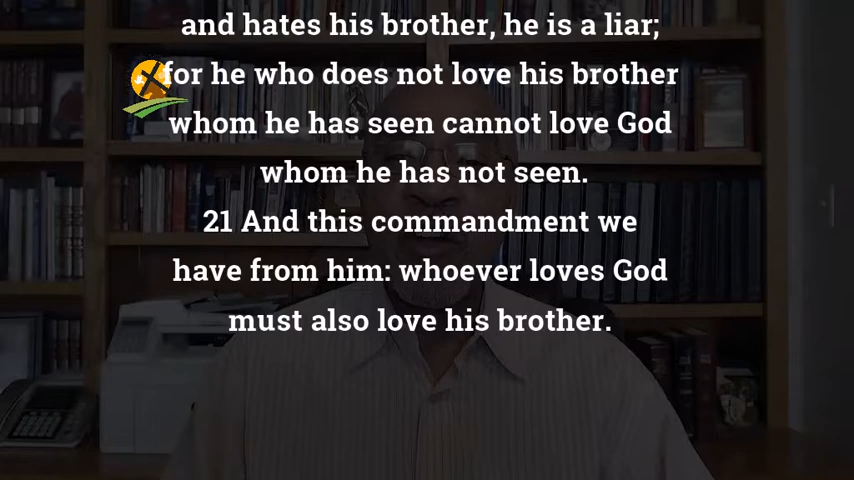 and hates his brother, he is a liar;
for he who does not love his brother
whom he has seen cannot love God
whom he has not seen.
21 And this commandment we
have from him: whoever loves God
must also love his brother.